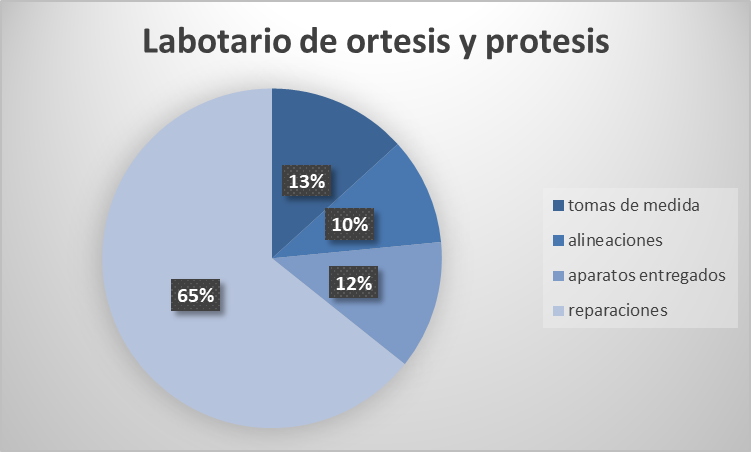 Labotario de ortesis y protesis
13%
10%
12%
65%
tomas de medida
alineaciones
aparatos entregados
reparaciones